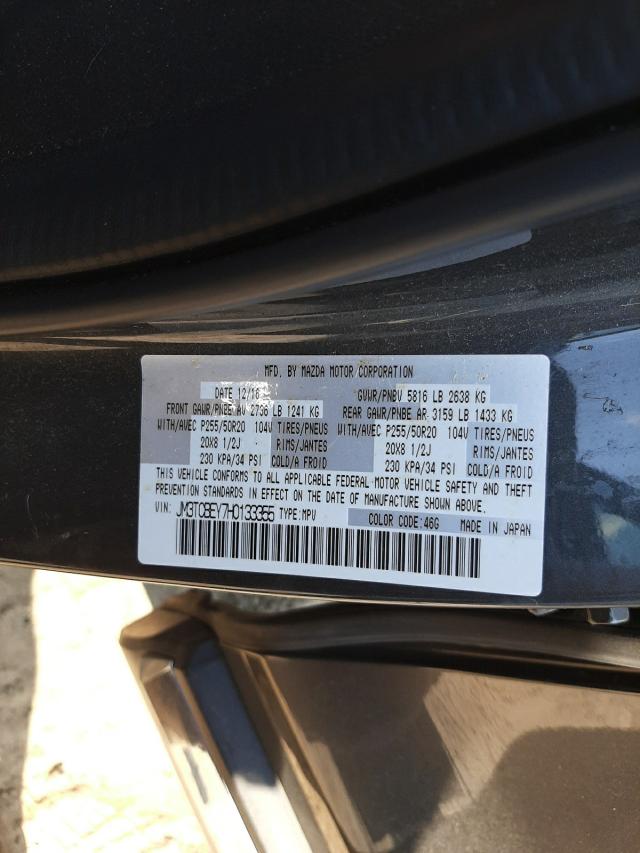 MFD. BY MAZDA MOTOR CORPORATION
DATE 12/16 GVWR/PNBV 5816 LB 2638 KG
FRONT GAWR/PNBE AV 2736 LB 1241 KG REAR GAWR/PNBE AR 3159 LB 1433 KG
WITH/AVEC P255/50R20 104V TIRES/PNEUS WITH/AVEC P255/50R20 104V TIRES/PNEUS
20X8 1/2J RIMS/JANTES 20X8 1/2J RIMS/JANTES
230 KPA/34 PSI COLD/A FROID 230 KPA/34 PSI COLD/A FROID
THIS VEHICLE CONFORMS TO ALL APPLICABLE FEDERAL MOTOR VEHICLE SAFETY AND THEFT
PREVENTION STANDARDS IN EFFECT ON THE DATE OF MANUFACTURE SHOWN ABOVE.
VIN: JM3TCBEY7H0133355 TYPE:MPV COLOR CODE:46G MADE IN JAPAN